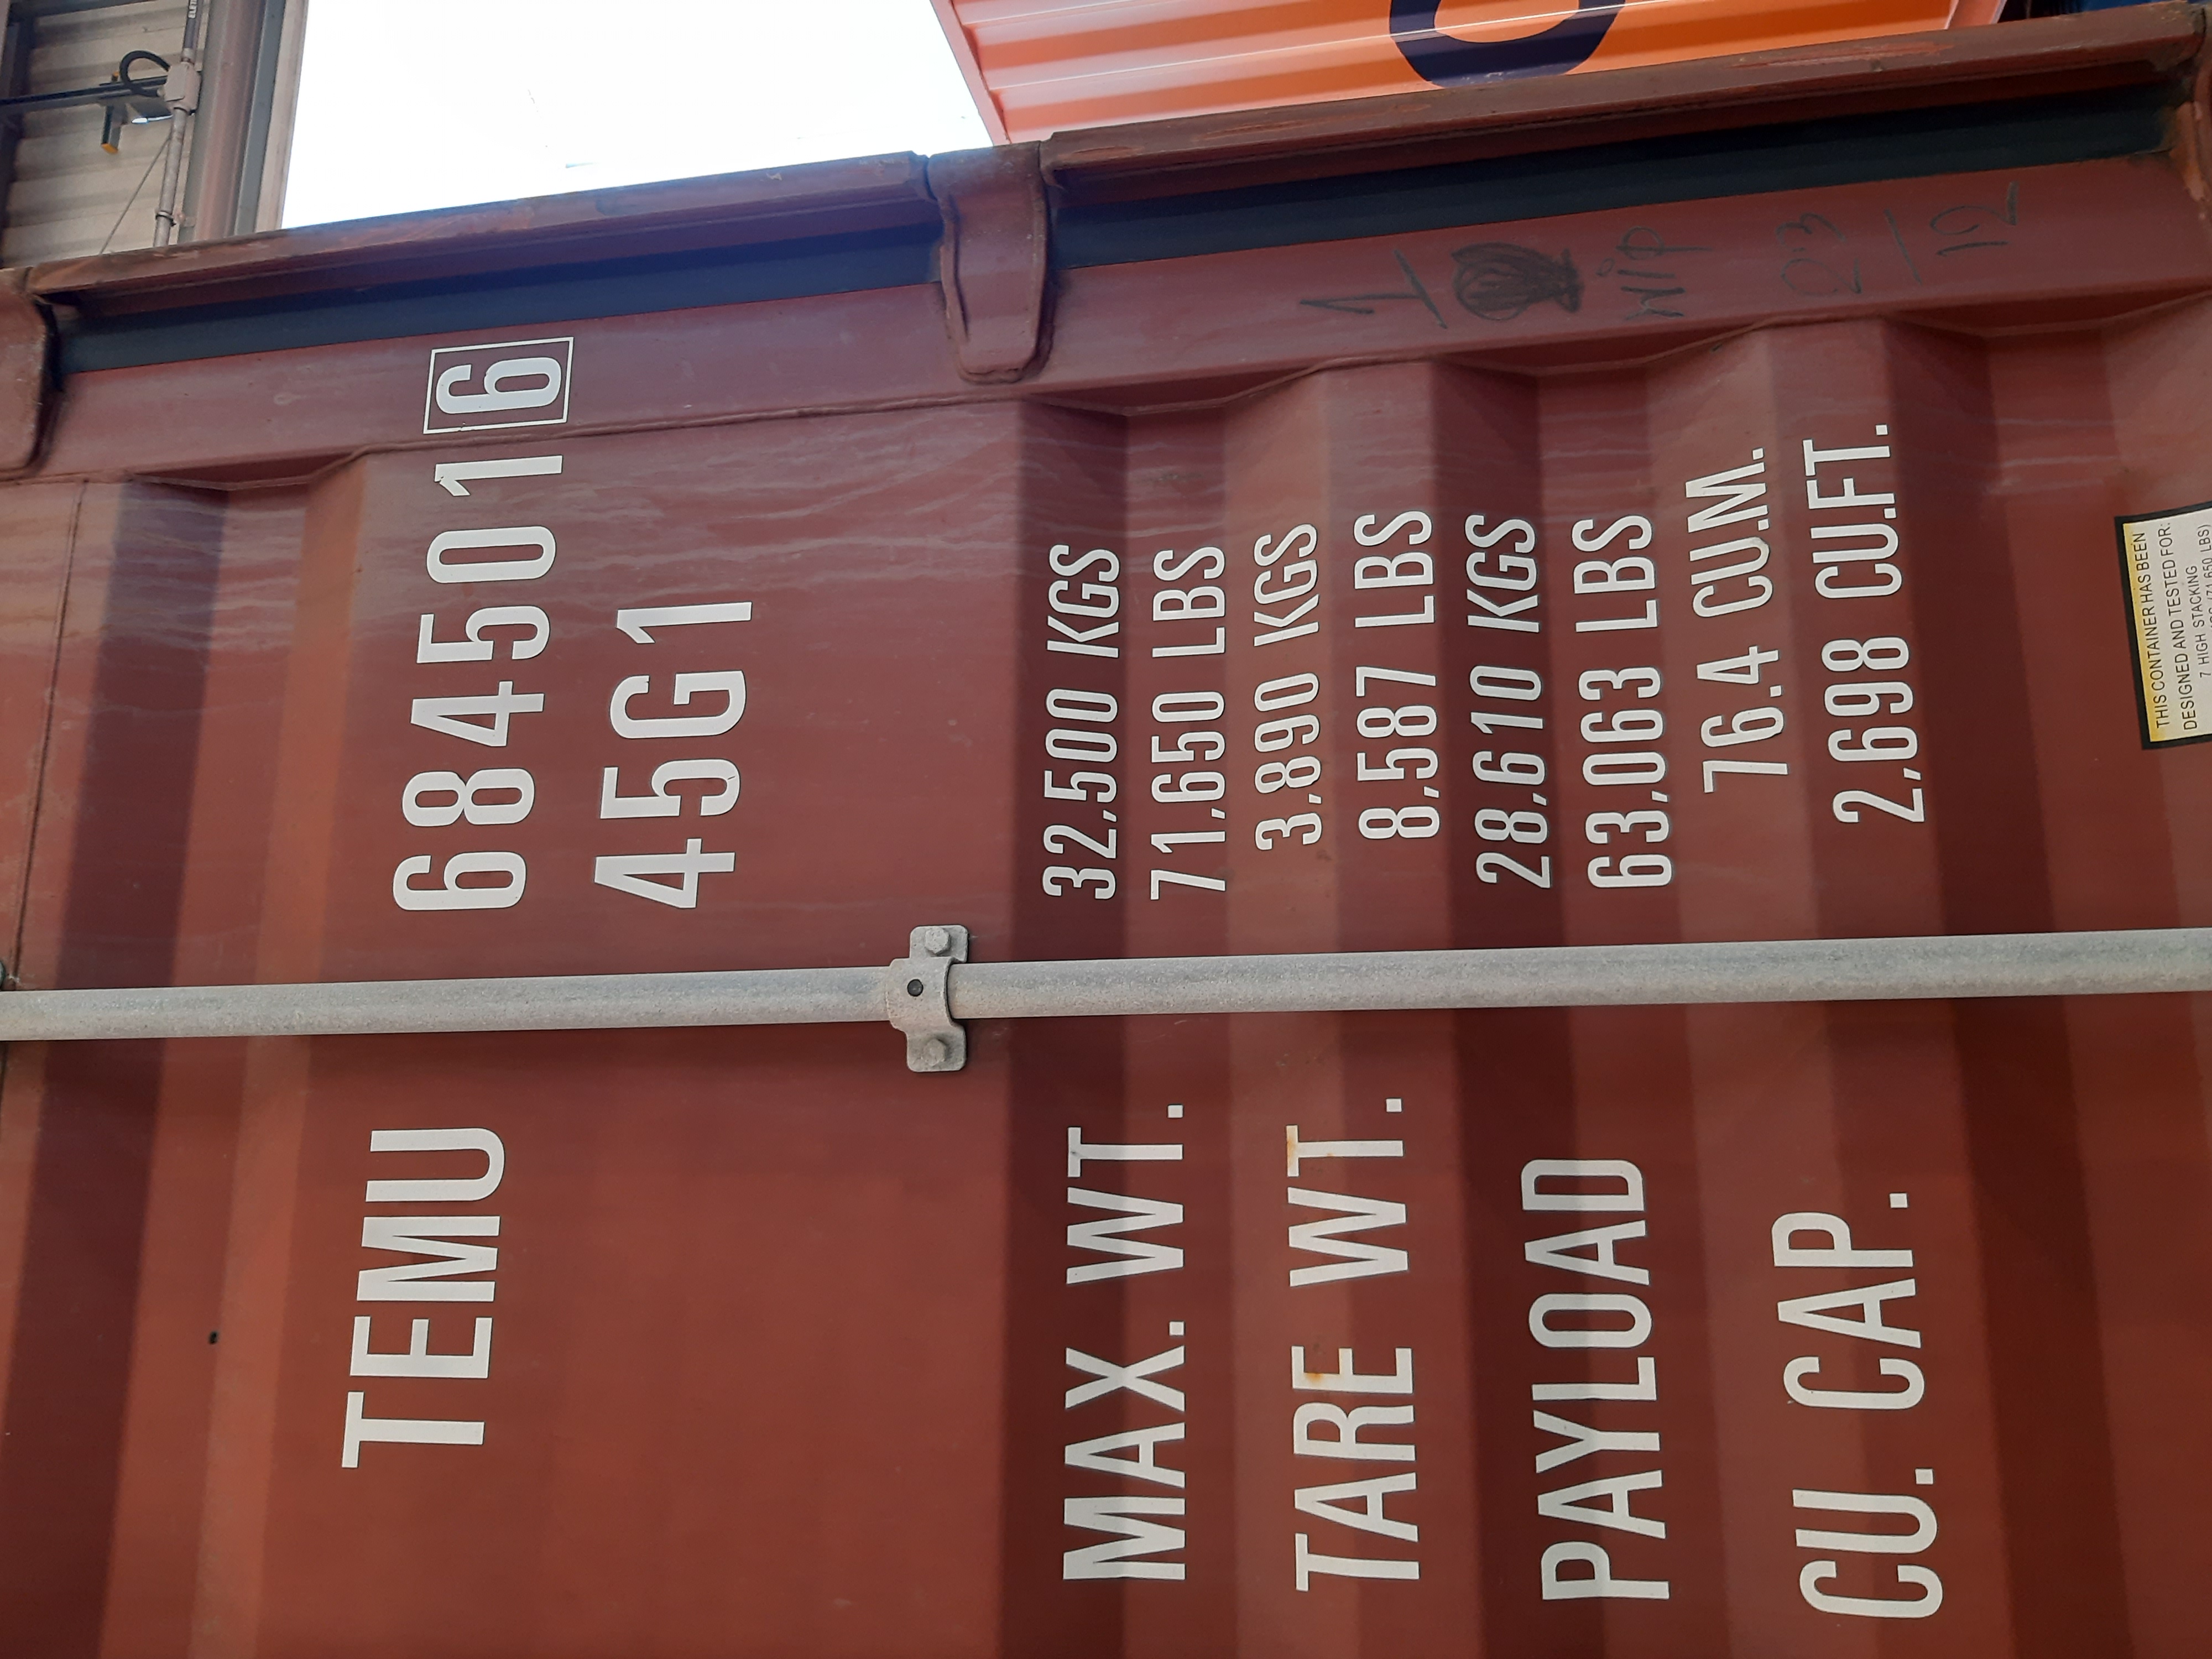 TEMU 684501 6
45G1
MAX. WT. 32,500 KGS
71,650 LBS
TARE WT. 3,890 KGS
8,587 LBS
PAYLOAD 28,610 KGS
63,063 LBS
CU. CAP. 76.4 CU.M.
2,698 CU.FT.
THIS CONTAINER HAS BEEN
DESIGNED AND TESTED FOR:
7 HIGH STACKING
23/12